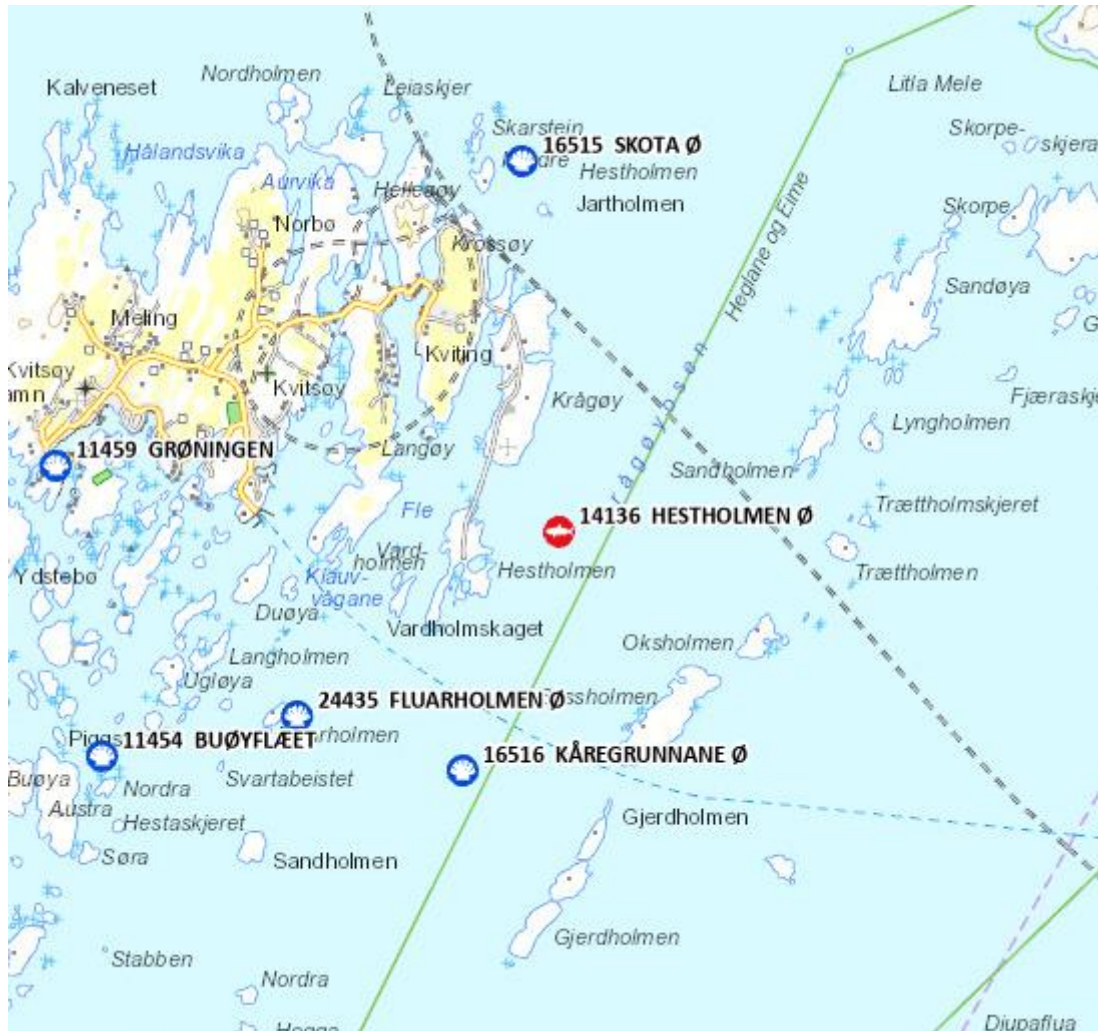 Nordholmen
Leiaskjer
Kalveneset
Litla Mele
Skarstein
Skorpe-
skjera
16515 SKOTA Ø
Hålandsvika
Hestholmen
Aurvika
Helløsøy
Jartholmen
Skorpe
Norbø
Krossøy
Heglane og Eime
Sandøya
Meling
Kvitsøy
Kviting
Kvitsøy
Krågøy
Fjæraskje
Lyngholmen
11459 GRØNINGEN
Langøy
Sandholmen
Trættholmskjeret
Fle
14136 HESTHOLMEN Ø
Vard-
holmen
Hestholmen
Trættholmen
Ydstebø
Kiauv-
vågane
Duøya
Vardholmskaget
Oksholmen
Langholmen
Ugløya
24435 FLUARHOLMEN Ø
11454 BUØYFLÆET
16516 KÅREGRUNNANE Ø
Buøya
Nordra
Svartabeistet
Austra
Hestaskjeret
Gjerdholmen
Søra
Sandholmen
Gjerdholmen
Stabben
Nordra
Djupaflua